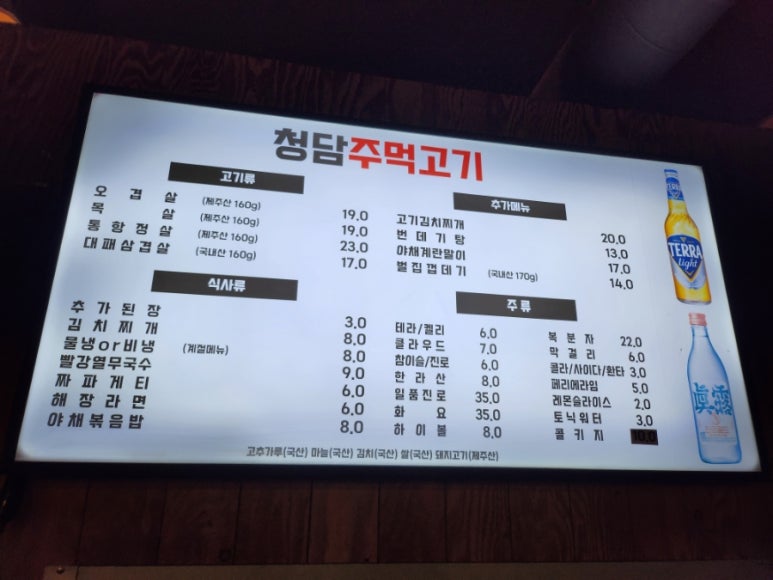 청담주먹고기
고기류
오겹살 (제주산 160g) 19.0
목살 (제주산 160g) 19.0
통항정살 (제주산 160g) 23.0
대패삼겹살 (국내산 160g) 17.0
추가메뉴
고기김치찌개 20.0
번데기탕 13.0
야채계란말이 17.0
벌집껍데기 (국내산 170g) 14.0
식사류
추가된장 3.0
김치찌개 8.0
물냉or비냉 8.0
빨강열무국수 (계절메뉴) 9.0
짜파게티 6.0
해장라면 6.0
야채볶음밥 8.0
주류
테라/켈리 6.0
클라우드 7.0
참이슬/진로 6.0
한라산 8.0
일품진로 35.0
화요 35.0
하이볼 8.0
복분자 22.0
막걸리 6.0
콜라/사이다/환타 3.0
페리에라임 5.0
레몬슬라이스 2.0
토닉워터 3.0
콜키지 10.0
고추가루(국산) 마늘(국산) 김치(국산) 쌀(국산) 돼지고기(제주산)
TERRA
TERRA
light
眞露